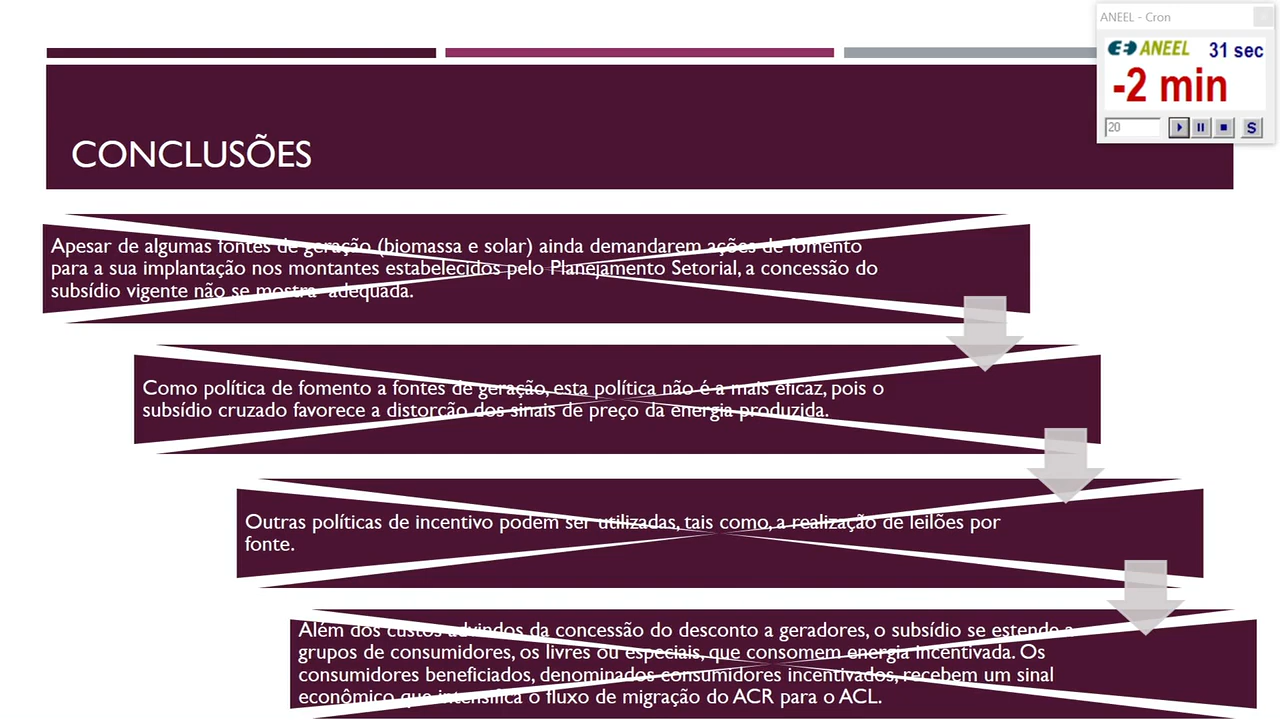 ANEEL - Cron
ANEEL 31 sec
-2 min
20
S
CONCLUSÕES
Apesar de algumas fontes de geração (biomassa e solar) ainda demandarem ações de fomento
para a sua implantação nos montantes estabelecidos pelo Planejamento Setorial, a concessão do
subsídio vigente não se mostra adequada.
Como política de fomento a fontes de geração, esta política não é a mais eficaz, pois o
subsídio cruzado favorece a distorção dos sinais de preço da energia produzida.
Outras políticas de incentivo podem ser utilizadas, tais como, a realização de leilões por
fonte.
Além dos custos advindos da concessão do desconto a geradores, o subsídio se estende a
grupos de consumidores, os livres ou especiais, que consomem energia incentivada. Os
consumidores beneficiados, denominados consumidores incentivados, recebem um sinal
econômico que intensifica o fluxo de migração do ACR para o ACL.